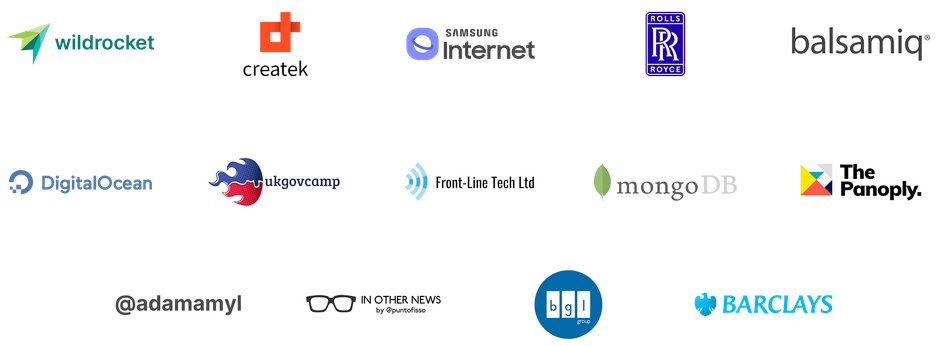 wildrocket
createk
SAMSUNG
Internet
ROLLS
RR
ROYCE
balsamiq®
DigitalOcean
ukgovcamp
Front-Line Tech Ltd
mongoDB
The
Panoply.
@adamamyl
IN OTHER NEWS
by @puntofisso
bgl
group
BARCLAYS